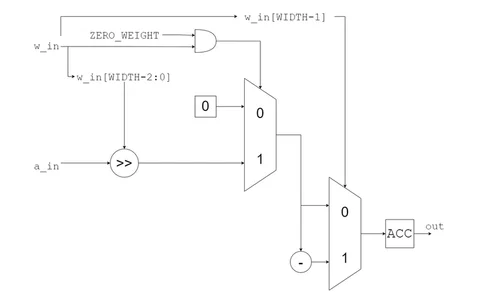 w_in[WIDTH-1]
ZERO_WEIGHT
w_in
w_in[WIDTH-2:0]
0
0
1
a_in
>>
0
1
-
ACC
out